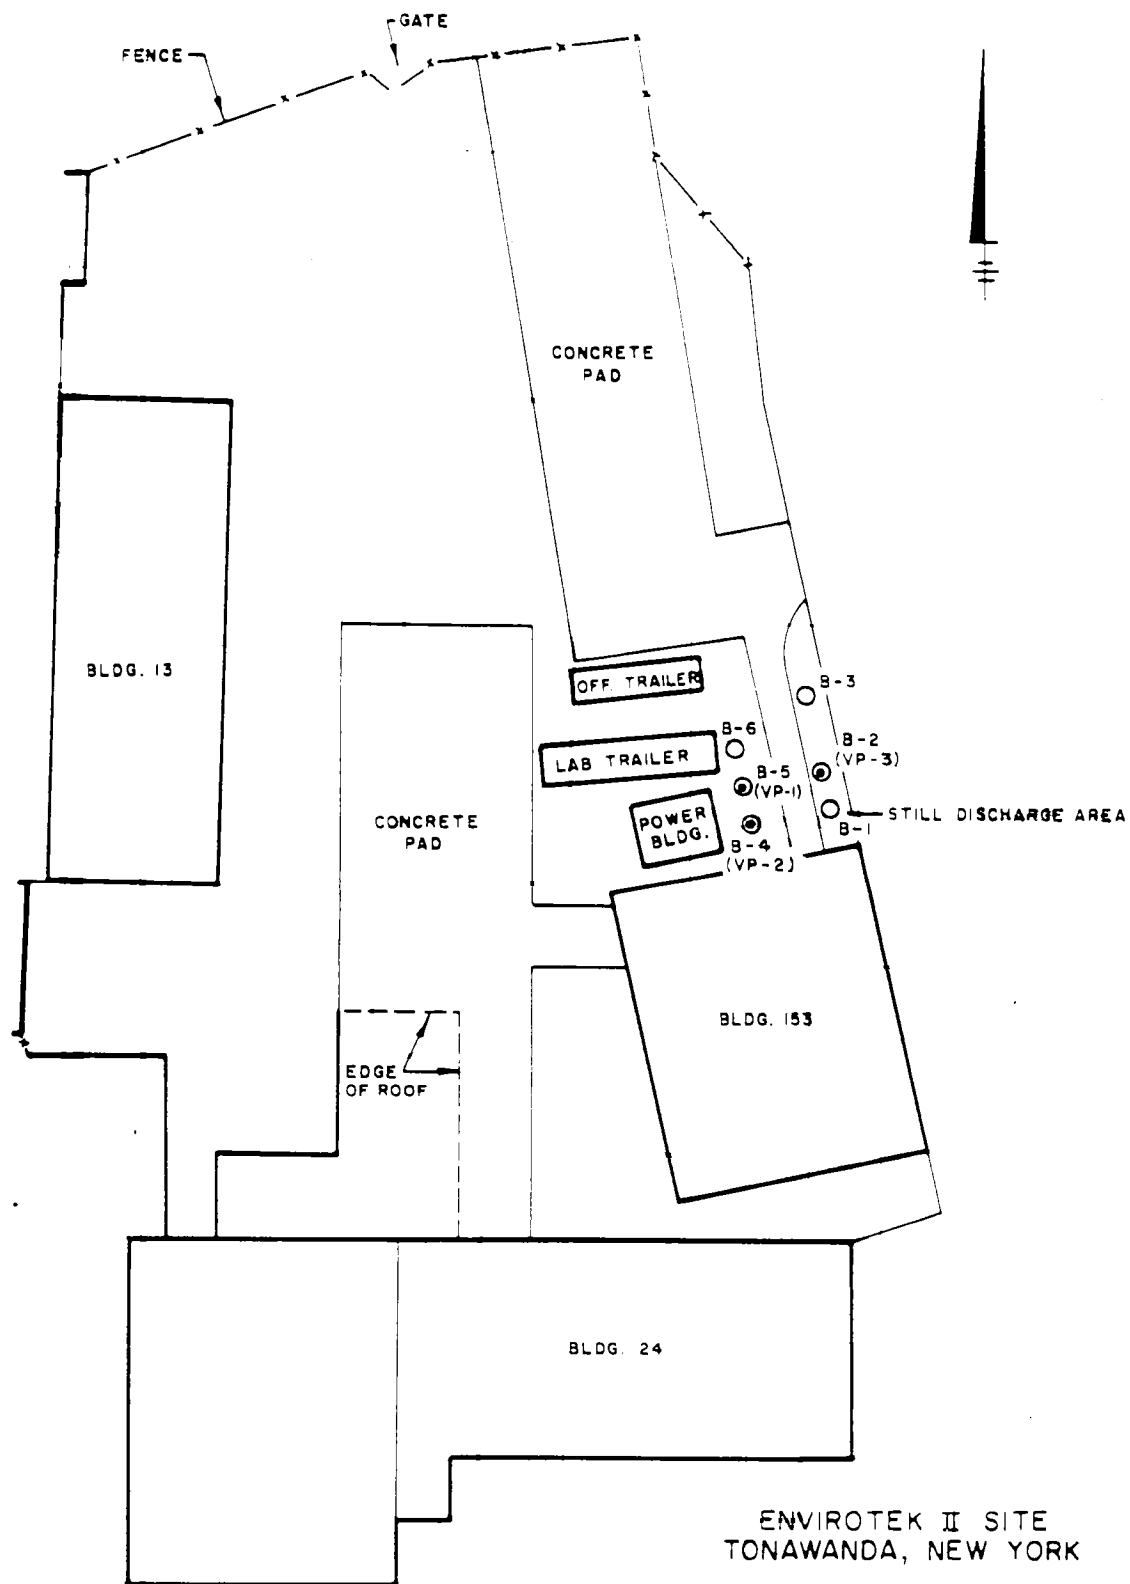 GATE
FENCE
CONCRETE
PAD
BLDG. 13
OFF. TRAILER
B-3
B-6
B-2
(VP-3)
LAB TRAILER
B-5
(VP-1)
POWER
BLDG.
CONCRETE
PAD
STILL DISCHARGE AREA
B-1
B-4
(VP-2)
BLDG. 153
EDGE
OF ROOF
BLDG. 24
ENVIROTEK II SITE
TONAWANDA, NEW YORK